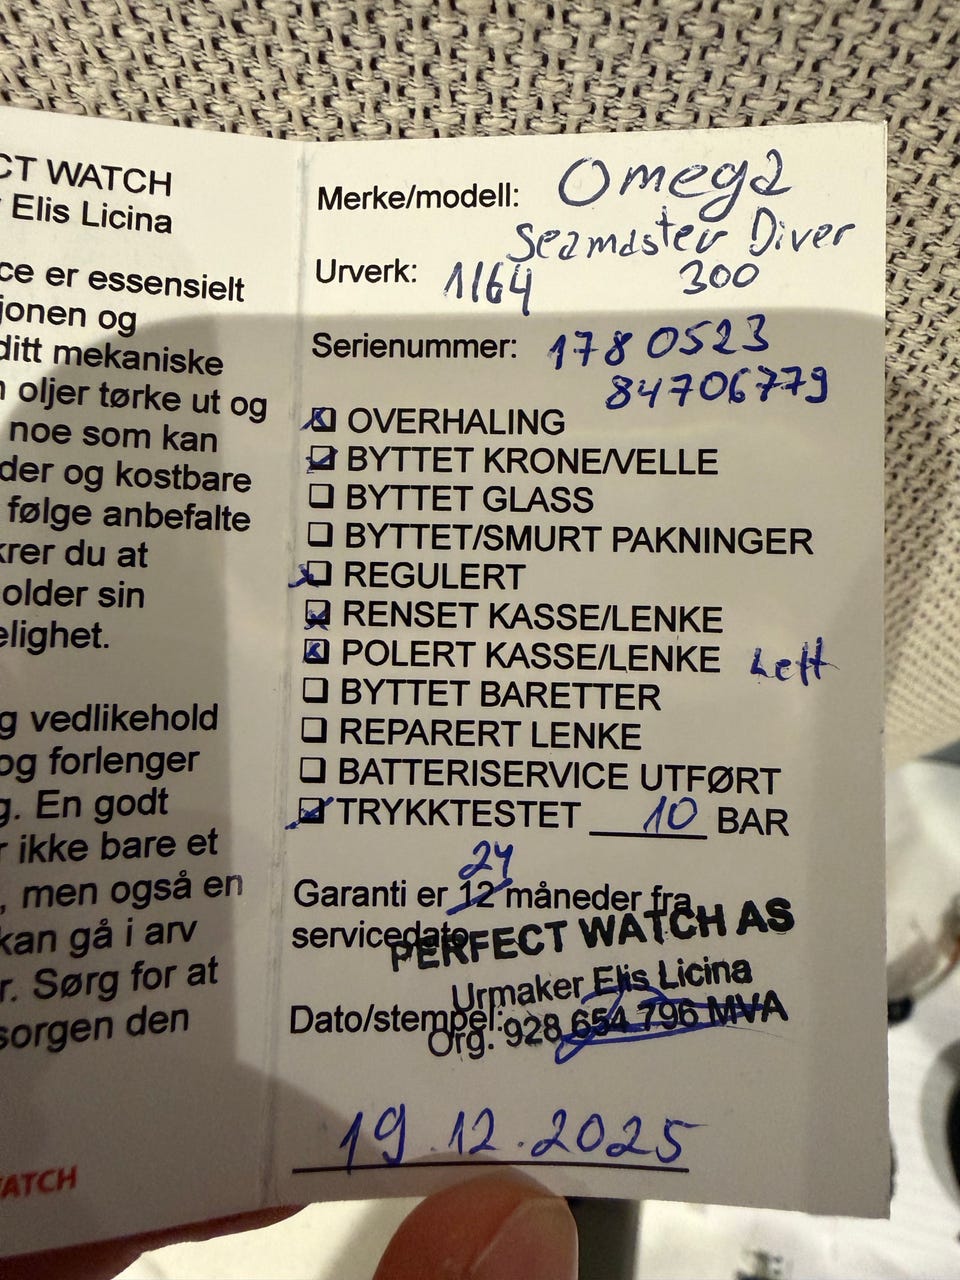 CT WATCH
Elis Licina
ce er essensielt
jonen og
ditt mekaniske
oljer tørke ut og
noe som kan
der og kostbare
følge anbefalte
krer du at
older sin
elighet.
g vedlikehold
og forlenger
g. En godt
r ikke bare et
, men også en
kan gå i arv
r. Sørg for at
sorgen den
WATCH
Merke/modell: Omega
Seamaster Diver
300
Urverk: 1164
Serienummer: 1780523
84706779
OVERHALING
BYTTET KRONE/VELLE
BYTTET GLASS
BYTTET/SMURT PAKNINGER
REGULERT
RENSET KASSE/LENKE
POLERT KASSE/LENKE Lett
BYTTET BARETTER
REPARERT LENKE
BATTERISERVICE UTFØRT
TRYKKTESTET 10 BAR
24
Garanti er 12 måneder fra
servicedato
PERFECT WATCH AS
Urmaker Elis Licina
Dato/stempel:
Org. 928 654 796 MVA
19.12.2025